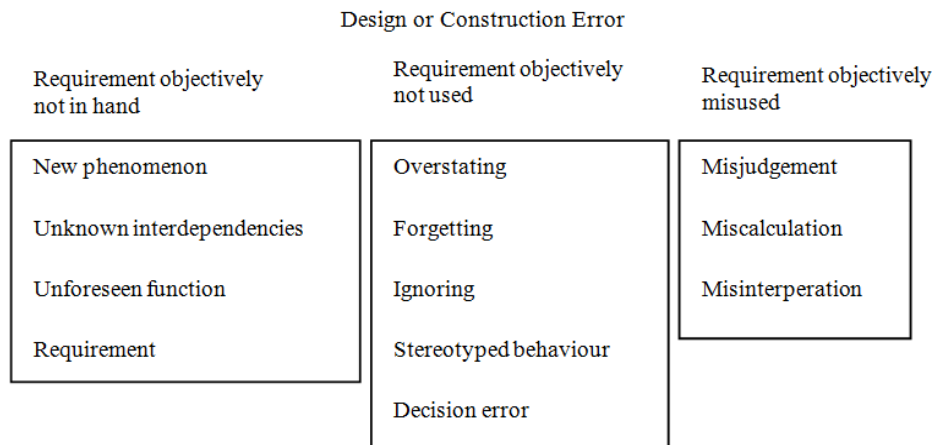 Design or Construction Error
Requirement objectively
not in hand
Requirement objectively
not used
Requirement objectively
misused
New phenomenon
Unknown interdependencies
Unforeseen function
Requirement
Overstating
Forgetting
Ignoring
Stereotyped behaviour
Decision error
Misjudgement
Miscalculation
Misinterperation